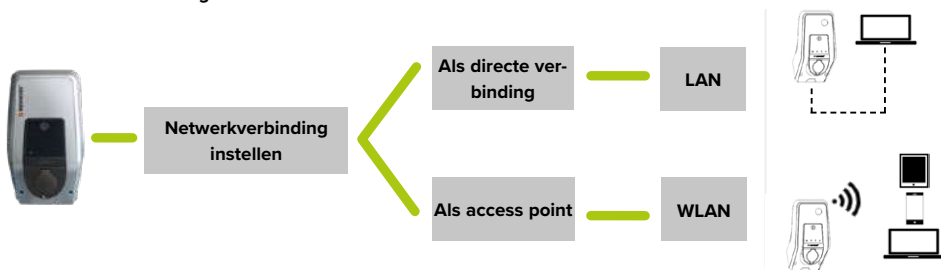 Als directe ver-
binding
LAN
Netwerkverbinding
instellen
Als access point
WLAN